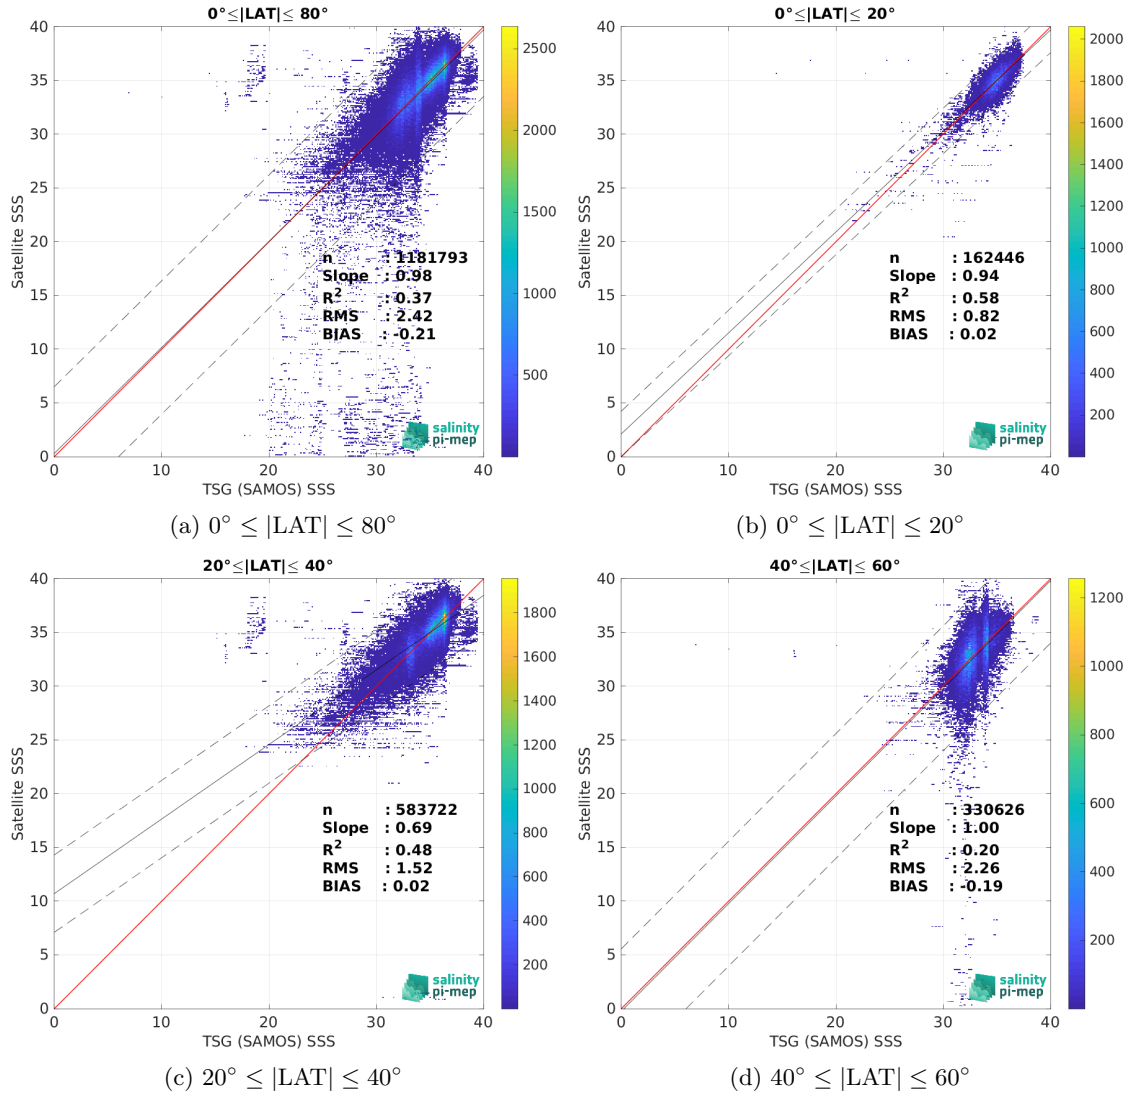 0°≤|LAT|≤ 80°
40
35
30
25
20
15
10
5
0
Satellite SSS
0
10
20
30
40
TSG (SAMOS) SSS
n : 1181793
Slope : 0.98
R² : 0.37
RMS : 2.42
BIAS : -0.21
salinity
pi-mep
2500
2000
1500
1000
500
(a) 0° ≤ |LAT| ≤ 80°
0°≤|LAT|≤ 20°
40
35
30
25
20
15
10
5
0
Satellite SSS
0
10
20
30
40
TSG (SAMOS) SSS
n : 162446
Slope : 0.94
R² : 0.58
RMS : 0.82
BIAS : 0.02
salinity
pi-mep
2000
1800
1600
1400
1200
1000
800
600
400
200
(b) 0° ≤ |LAT| ≤ 20°
20°≤|LAT|≤ 40°
40
35
30
25
20
15
10
5
0
Satellite SSS
0
10
20
30
40
TSG (SAMOS) SSS
n : 583722
Slope : 0.69
R² : 0.48
RMS : 1.52
BIAS : 0.02
salinity
pi-mep
1800
1600
1400
1200
1000
800
600
400
200
(c) 20° ≤ |LAT| ≤ 40°
40°≤|LAT|≤ 60°
40
35
30
25
20
15
10
5
0
Satellite SSS
0
10
20
30
40
TSG (SAMOS) SSS
n : 330626
Slope : 1.00
R² : 0.20
RMS : 2.26
BIAS : -0.19
salinity
pi-mep
1200
1000
800
600
400
200
(d) 40° ≤ |LAT| ≤ 60°